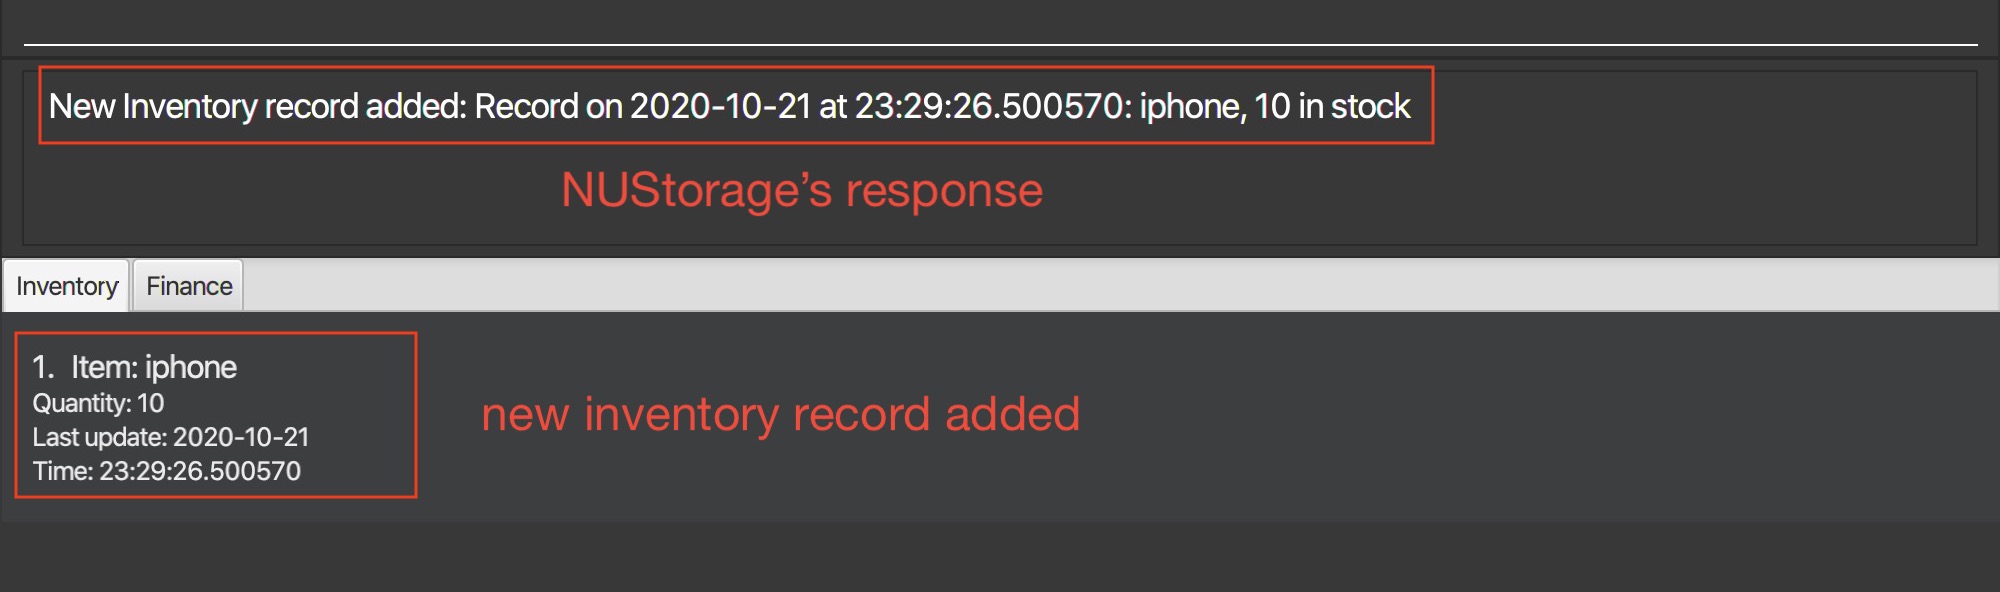 New Inventory record added: Record on 2020-10-21 at 23:29:26.500570: iphone, 10 in stock
NUStorage’s response
Inventory Finance
1. Item: iphone
Quantity: 10
new inventory record added
Last update: 2020-10-21
Time: 23:29:26.500570